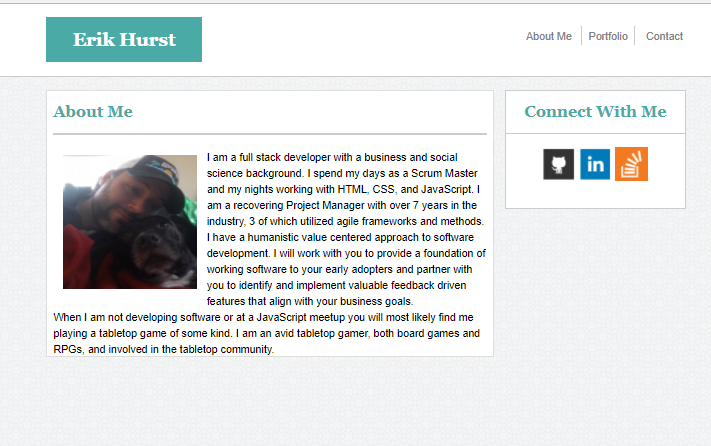 Erik Hurst
About Me
Portfolio
Contact
About Me
I am a full stack developer with a business and social
science background. I spend my days as a Scrum Master
and my nights working with HTML, CSS, and JavaScript. I
am a recovering Project Manager with over 7 years in the
industry, 3 of which utilized agile frameworks and methods.
I have a humanistic value centered approach to software
development. I will work with you to provide a foundation of
working software to your early adopters and partner with
you to identify and implement valuable feedback driven
features that align with your business goals.
When I am not developing software or at a JavaScript meetup you will most likely find me
playing a tabletop game of some kind. I am an avid tabletop gamer, both board games and
RPGs, and involved in the tabletop community.
Connect With Me
in